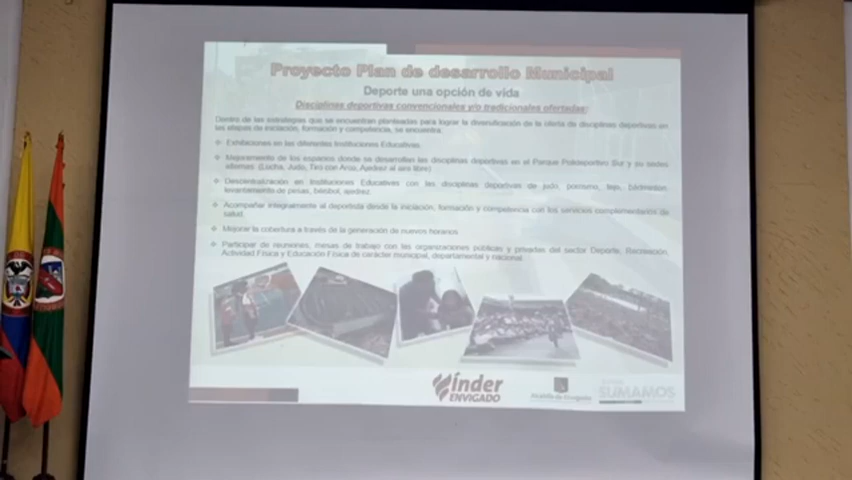 Proyecto Plan de desarrollo Municipal
Deporte una opción de vida
Disciplinas deportivas convencionales y/o tradicionales ofertadas:
Dentro de las estrategias que se encuentran planteadas para lograr la diversificación de la oferta de disciplinas deportivas en
las etapas de iniciación, formación y competencia, se encuentra:
Exhibiciones en las diferentes Instituciones Educativas.
Mejoramiento de los espacios donde se desarrollan las disciplinas deportivas en el Parque Polideportivo Sur y su sedes
alternas. (Lucha, Judo, Tiro con Arco, Ajedrez al aire libre)
Descentralización en Instituciones Educativas con las disciplinas deportivas de judo, porrismo, tejo, bádminton,
levantamiento de pesas, béisbol, ajedrez.
Acompañar integralmente al deportista desde la iniciación, formación y competencia con los servicios complementarios de
salud.
Mejorar la cobertura a través de la generación de nuevos horarios.
Participar de reuniones, mesas de trabajo con las organizaciones públicas y privadas del sector Deporte, Recreación,
Actividad Física y Educación Física de carácter municipal, departamental y nacional.
Índer
ENVIGADO
Alcaldía de Envigado
SUMAMOS